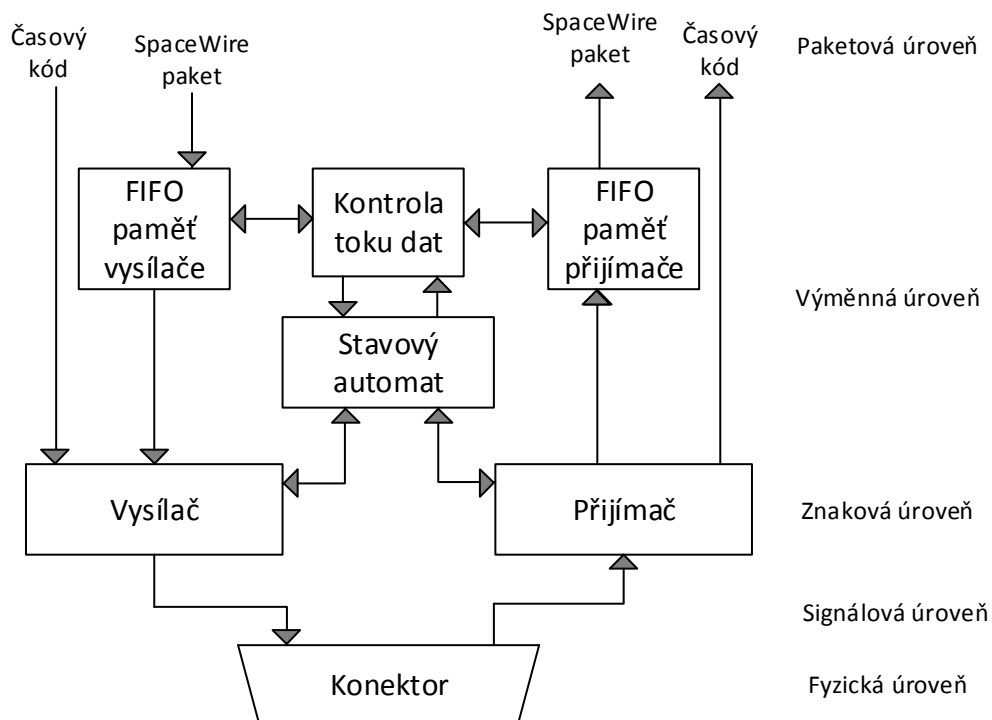 Časový
kód
SpaceWire
paket
SpaceWire
paket
Časový
kód
Paketová úroveň
FIFO
paměť
vysílače
Kontrola
toku dat
FIFO
paměť
přijímače
Výměnná úroveň
Stavový
automat
Vysílač
Přijímač
Znaková úroveň
Signálová úroveň
Konektor
Fyzická úroveň